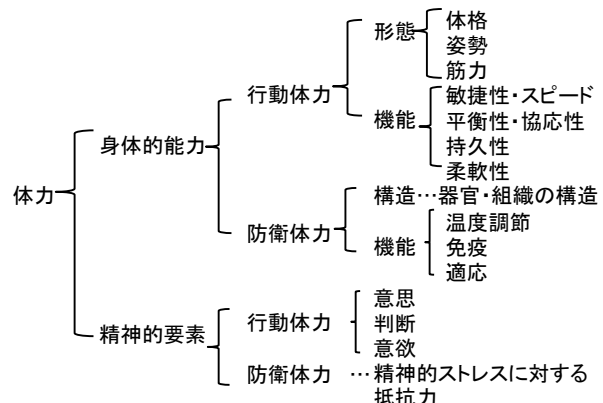 体力
身体的能力
行動体力
形態
体格
姿勢
筋力
機能
敏捷性・スピード
平衡性・協応性
持久性
柔軟性
防衛体力
構造…器官・組織の構造
機能
温度調節
免疫
適応
精神的要素
行動体力
意思
判断
意欲
防衛体力
…精神的ストレスに対する
抵抗力